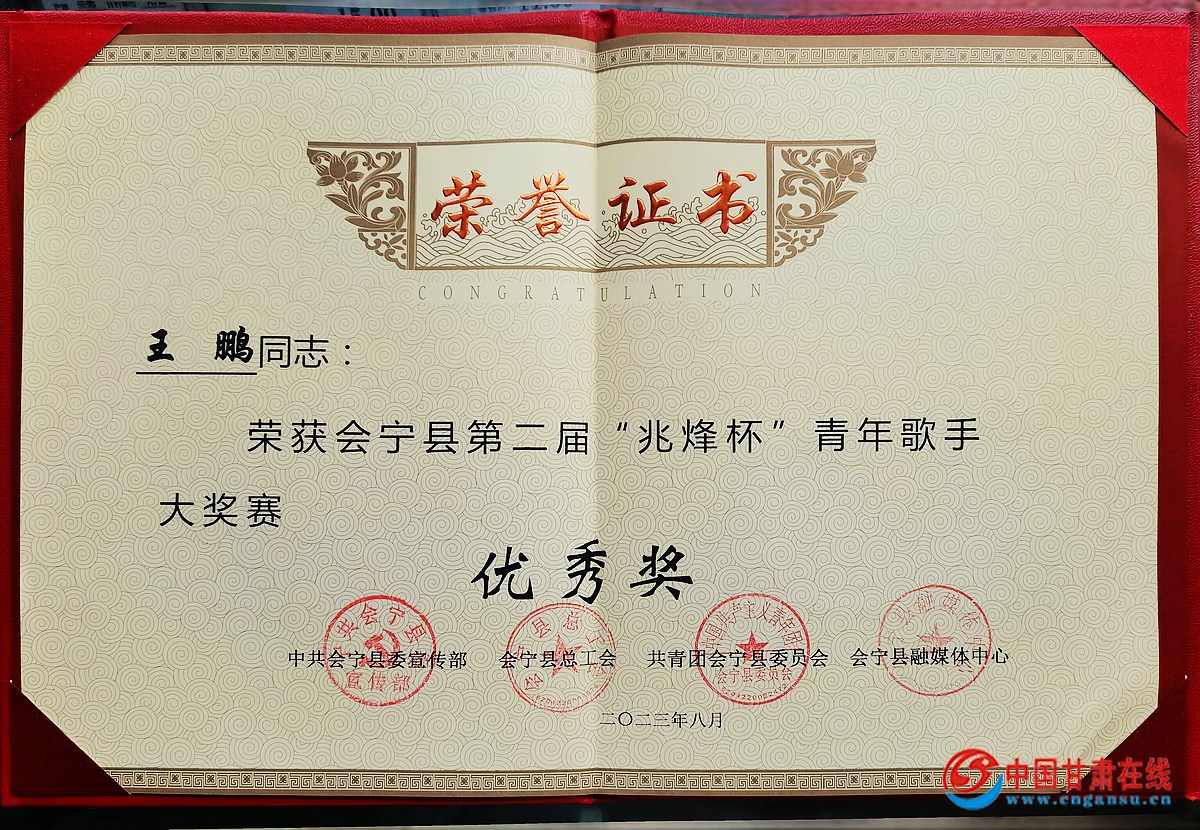 荣誉证书
CONGRATULATION
王 鹏同志：
荣获会宁县第二届“兆烽杯”青年歌手
大奖赛
优秀奖
中共会宁县委宣传部 会宁县总工会 共青团会宁县委员会 会宁县融媒体中心
二〇二三年八月
中国甘肃在线
www.cngansu.cn